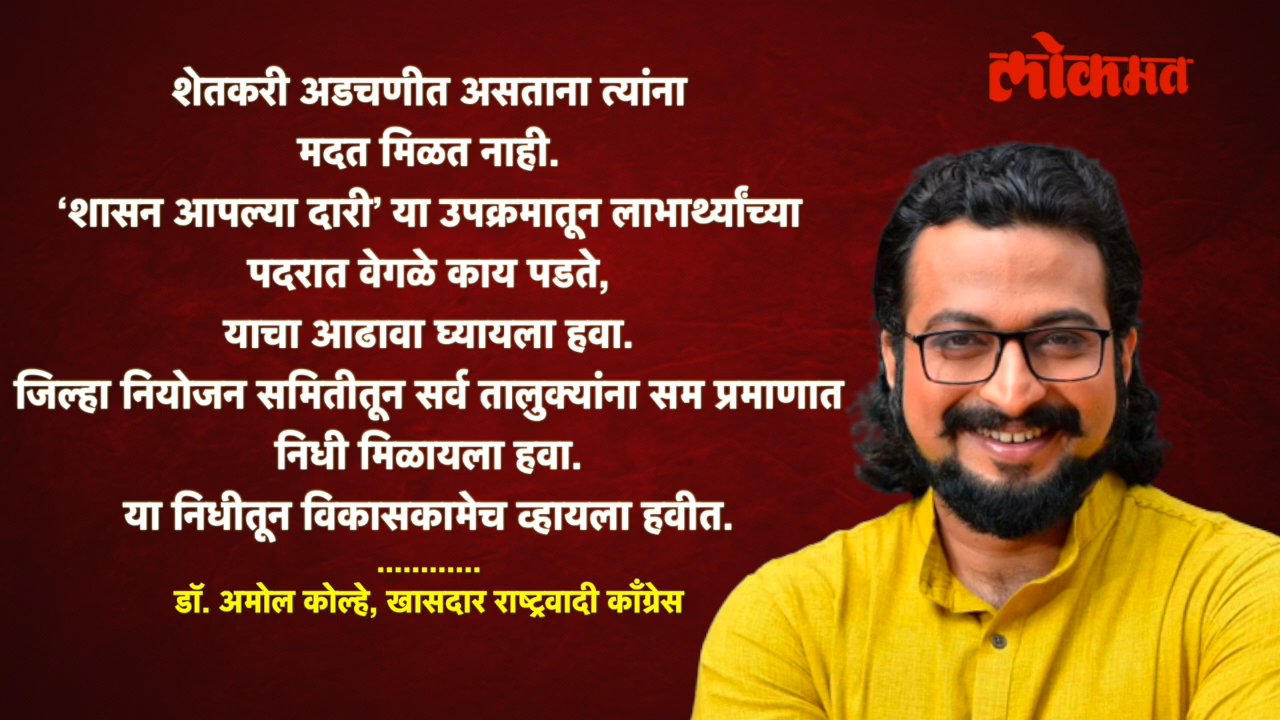 लोकमत
शेतकरी अडचणीत असताना त्यांना
मदत मिळत नाही.
‘शासन आपल्या दारी’ या उपक्रमातून लाभार्थ्यांच्या
पदरात वेगळे काय पडते,
याचा आढावा घ्यायला हवा.
जिल्हा नियोजन समितीतून सर्व तालुक्यांना सम प्रमाणात
निधी मिळायला हवा.
या निधीतून विकासकामेच व्हायला हवीत.
............
डॉ. अमोल कोल्हे, खासदार राष्ट्रवादी काँग्रेस